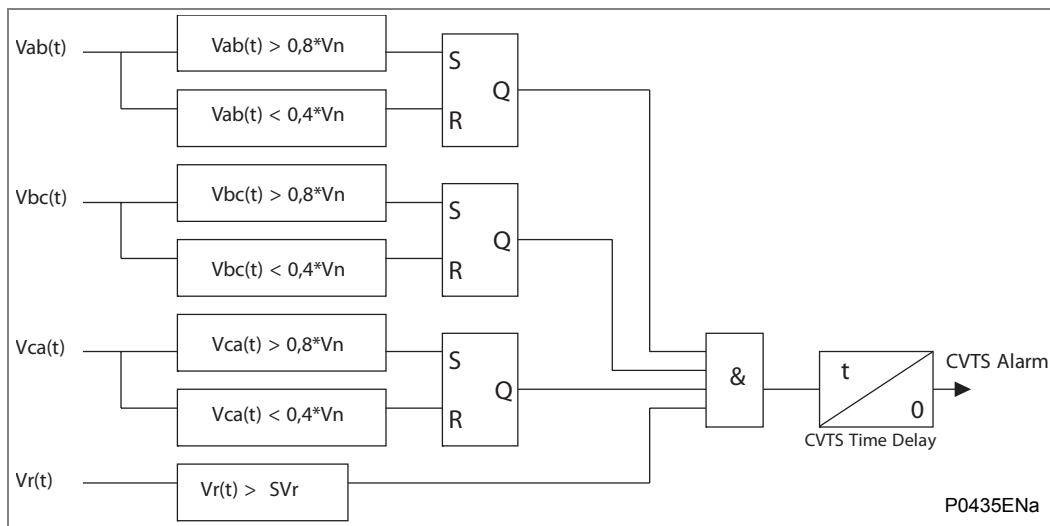 Vab(t)
Vab(t) > 0,8*Vn
S
Q
Vab(t) < 0,4*Vn
R
Vbc(t)
Vbc(t) > 0,8*Vn
S
Q
Vbc(t) < 0,4*Vn
R
Vca(t)
Vca(t) > 0,8*Vn
S
Q
Vca(t) < 0,4*Vn
R
&
t
0
CVTS Alarm
CVTS Time Delay
Vr(t)
Vr(t) > SVr
P0435ENa